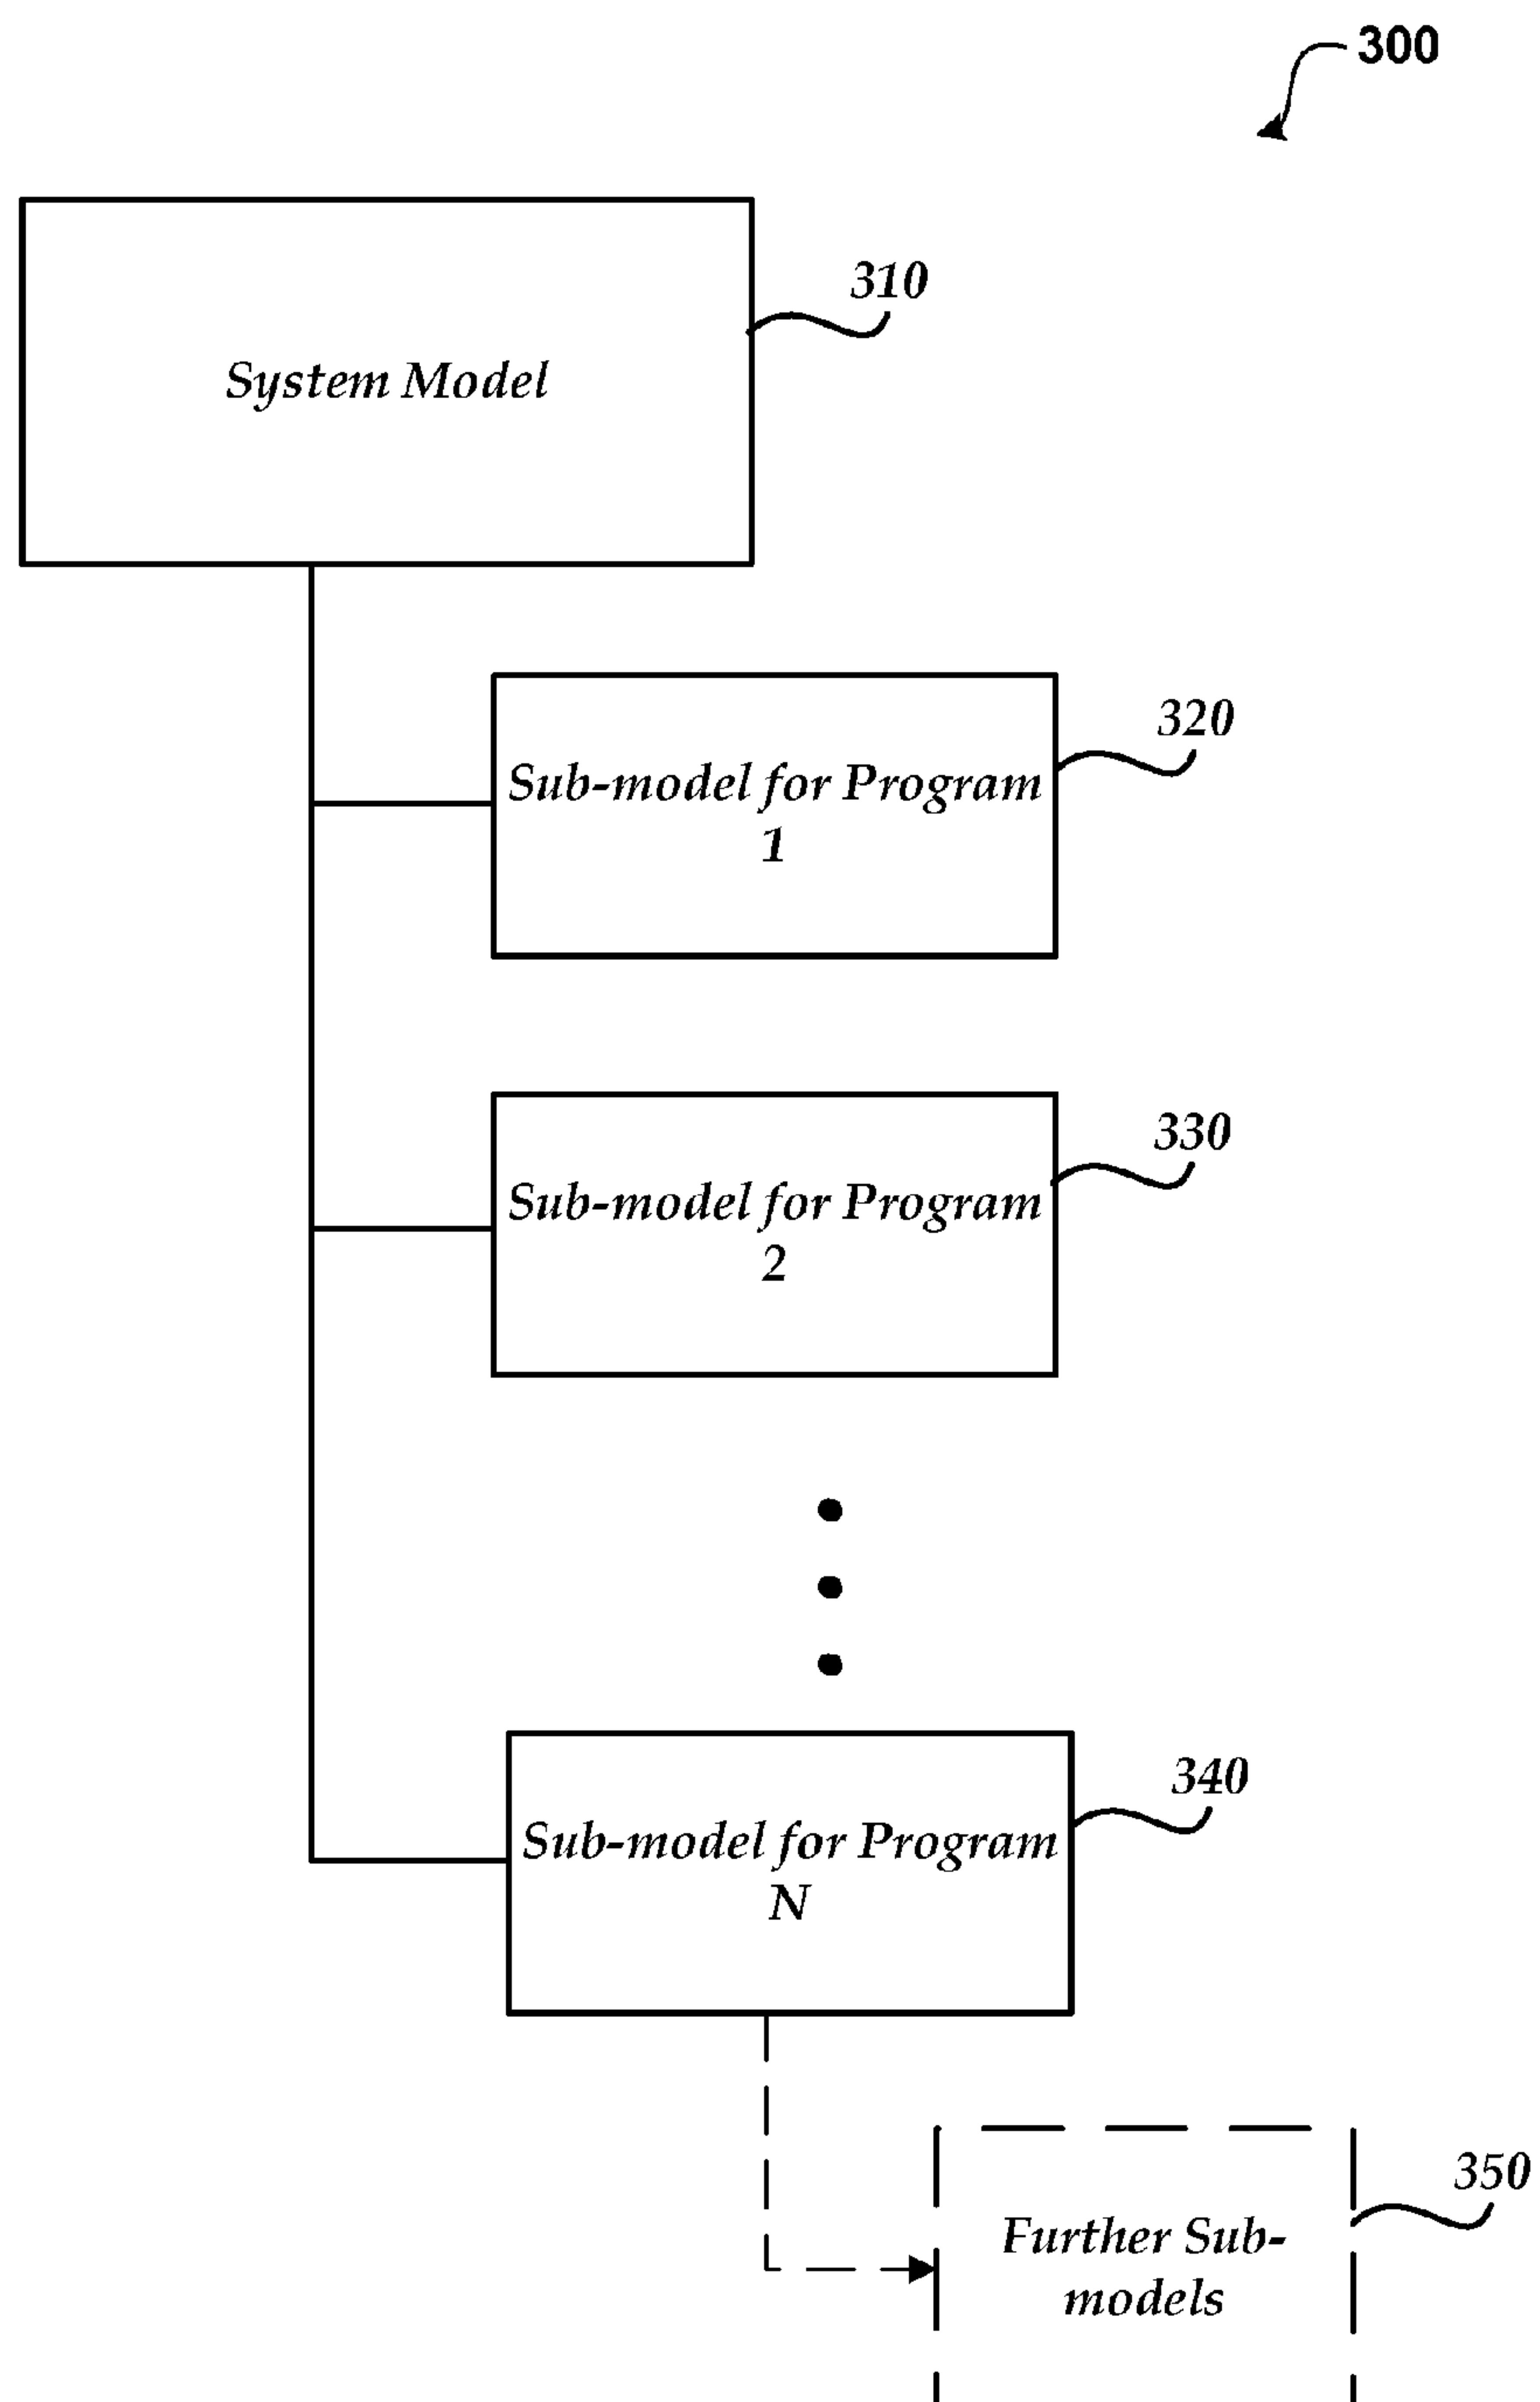 300
310
System Model
320
Sub-model for Program
1
330
Sub-model for Program
2
340
Sub-model for Program
N
350
Further Sub-
models